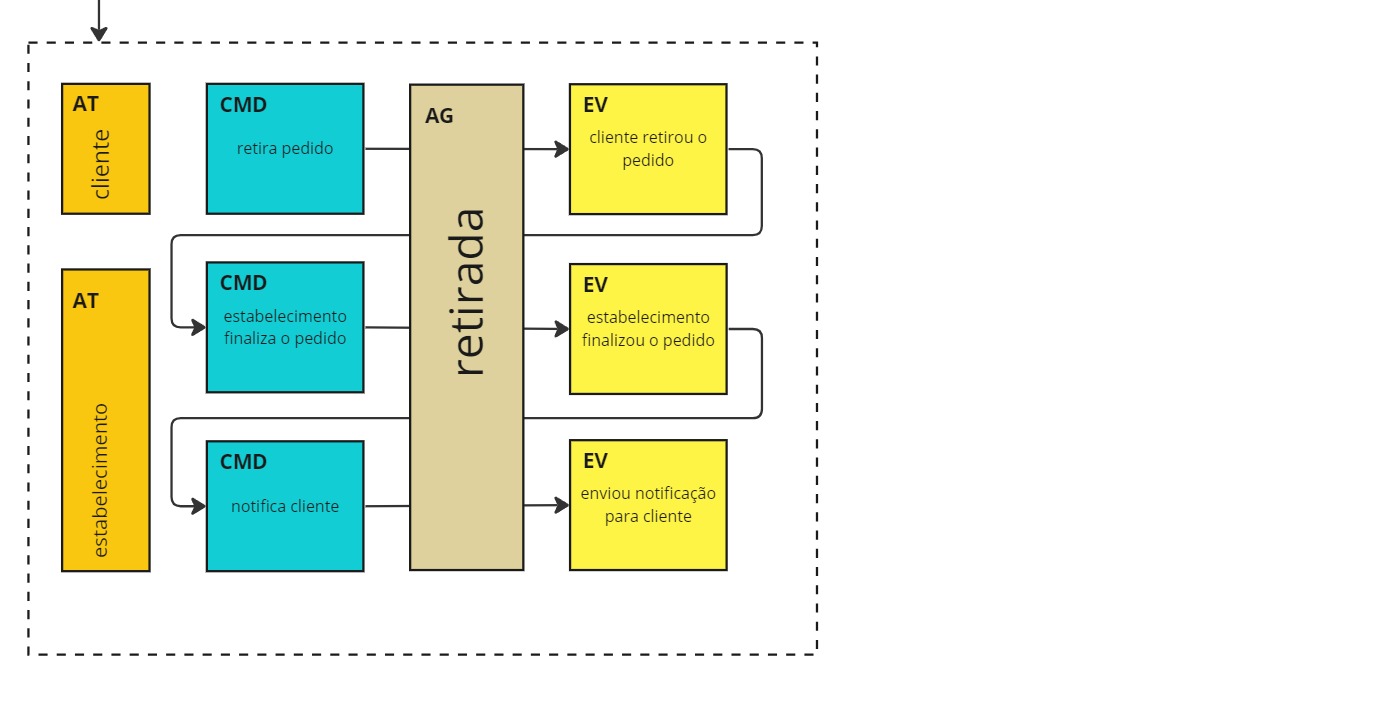 AT
cliente
CMD
retira pedido
AG
retirada
EV
cliente retirou o
pedido
AT
estabelecimento
CMD
estabelecimento
finaliza o pedido
EV
estabelecimento
finalizou o pedido
CMD
notifica cliente
EV
enviou notificação
para cliente